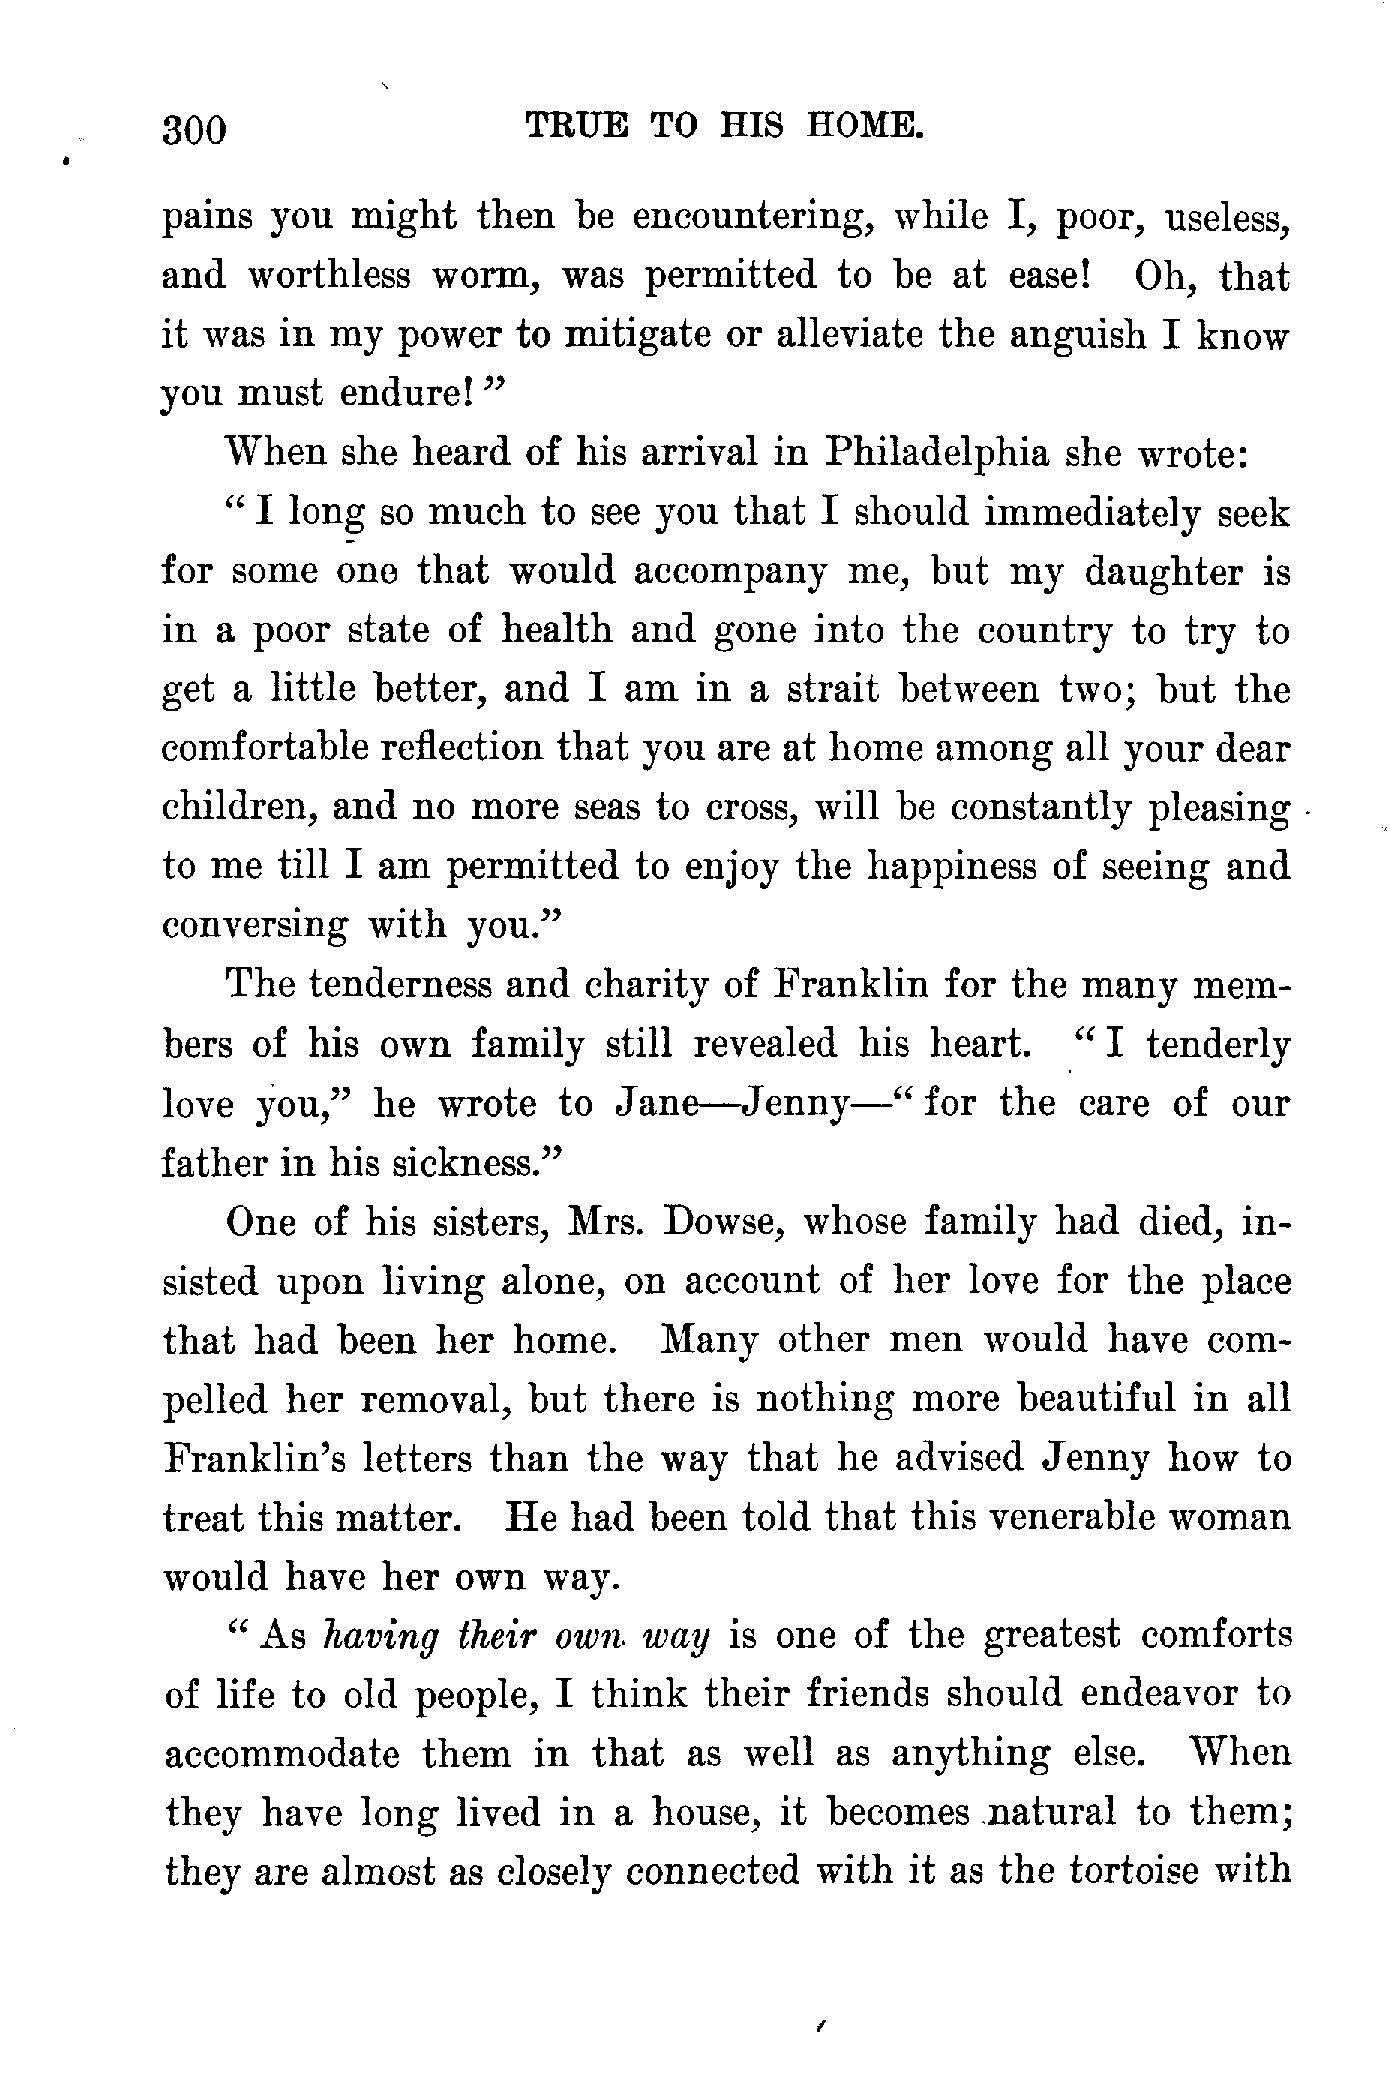 300 TRUE TO HIS HOME.
pains you might then be encountering, while I, poor, useless,
and worthless worm, was permitted to be at ease! Oh, that
it was in my power to mitigate or alleviate the anguish I know
you must endure!”
When she heard of his arrival in Philadelphia she wrote:
“I long so much to see you that I should immediately seek
for some one that would accompany me, but my daughter is
in a poor state of health and gone into the country to try to
get a little better, and I am in a strait between two; but the
comfortable reflection that you are at home among all your dear
children, and no more seas to cross, will be constantly pleasing
to me till I am permitted to enjoy the happiness of seeing and
conversing with you.”
The tenderness and charity of Franklin for the many mem-
bers of his own family still revealed his heart. “I tenderly
love you,” he wrote to Jane—Jenny—“for the care of our
father in his sickness.”
One of his sisters, Mrs. Dowse, whose family had died, in-
sisted upon living alone, on account of her love for the place
that had been her home. Many other men would have com-
pelled her removal, but there is nothing more beautiful in all
Franklin’s letters than the way that he advised Jenny how to
treat this matter. He had been told that this venerable woman
would have her own way.
“As having their own way is one of the greatest comforts
of life to old people, I think their friends should endeavor to
accommodate them in that as well as anything else. When
they have long lived in a house, it becomes natural to them;
they are almost as closely connected with it as the tortoise with